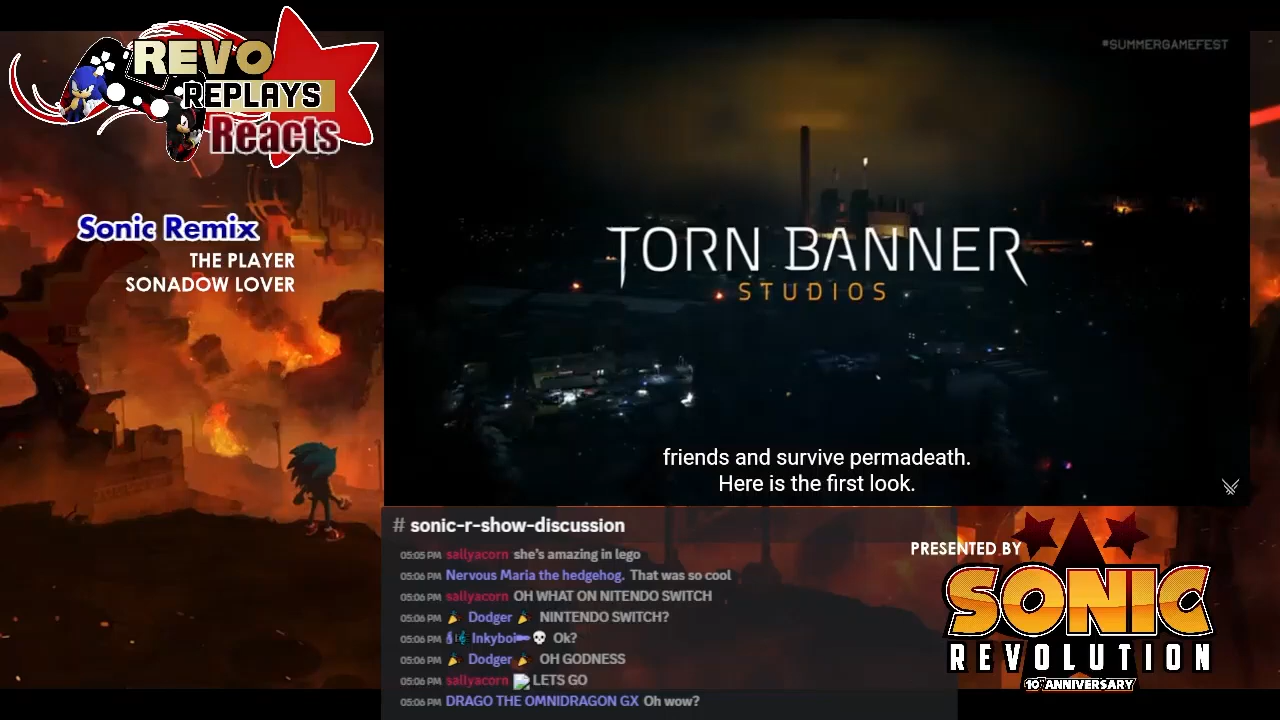 REVO
REPLAYS
Reacts
#SUMMERGAMEFEST
Sonic Remix
THE PLAYER
SONADOW LOVER
TORN BANNER
STUDIOS
friends and survive permadeath.
Here is the first look.
# sonic-r-show-discussion
05:05 PM sallyacorn she's amazing in lego
05:06 PM Nervous Maria the hedgehog. That was so cool
05:06 PM sallyacorn OH WHAT ON NITENDO SWITCH
05:06 PM Dodger NINTENDO SWITCH?
05:06 PM Inkyboi Ok?
05:06 PM Dodger OH GODNESS
05:06 PM sallyacorn LETS GO
05:06 PM DRAGO THE OMNIDRAGON GX Oh wow?
PRESENTED BY
SONIC
REVOLUTION
10TH ANNIVERSARY